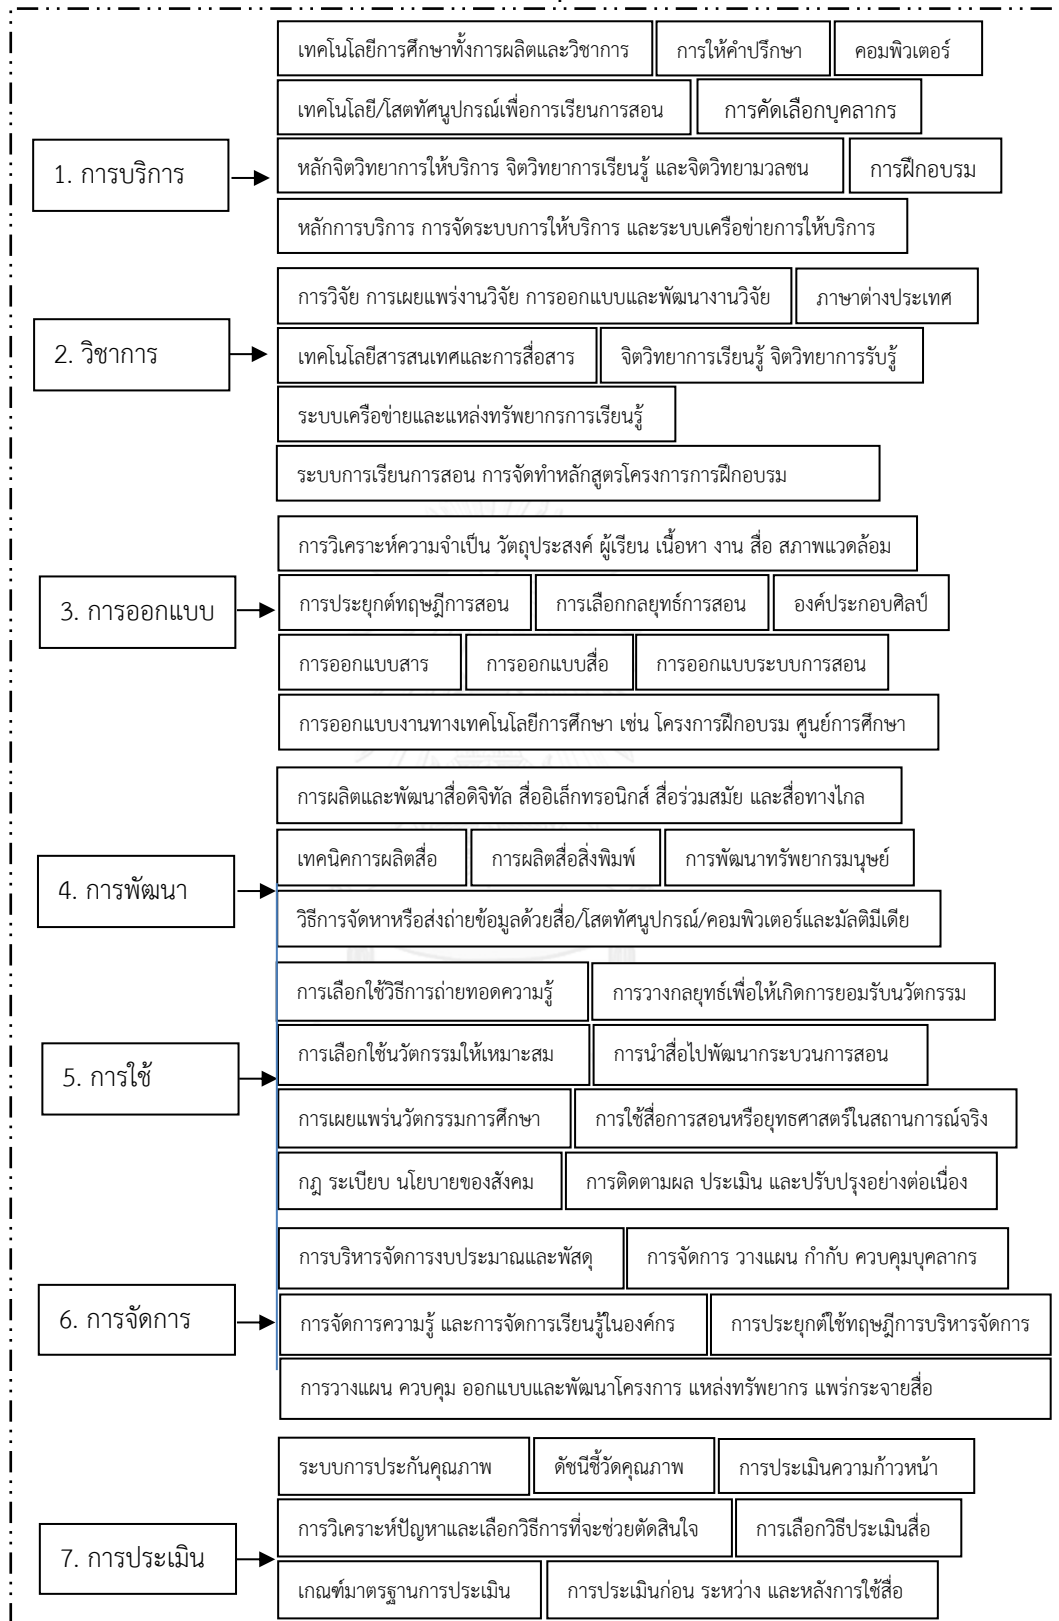 เทคโนโลยีการศึกษาทั้งการผลิตและวิชาการ การให้คำปรึกษา คอมพิวเตอร์
เทคโนโลยี/โสตทัศนูปกรณ์เพื่อการเรียนการสอน การคัดเลือกบุคลากร
1. การบริการ
หลักจิตวิทยาการให้บริการ จิตวิทยาการเรียนรู้ และจิตวิทยามวลชน การฝึกอบรม
หลักการบริการ การจัดระบบการให้บริการ และระบบเครือข่ายการให้บริการ
การวิจัย การเผยแพร่งานวิจัย การออกแบบและพัฒนางานวิจัย ภาษาต่างประเทศ
2. วิชาการ
เทคโนโลยีสารสนเทศและการสื่อสาร จิตวิทยาการเรียนรู้ จิตวิทยาการรับรู้
ระบบเครือข่ายและแหล่งทรัพยากรการเรียนรู้
ระบบการเรียนการสอน การจัดทำหลักสูตรโครงการการฝึกอบรม
การวิเคราะห์ความจำเป็น วัตถุประสงค์ ผู้เรียน เนื้อหา งาน สื่อ สภาพแวดล้อม
3. การออกแบบ
การประยุกต์ทฤษฎีการสอน การเลือกกลยุทธ์การสอน องค์ประกอบศิลป์
การออกแบบสาร การออกแบบสื่อ การออกแบบระบบการสอน
การออกแบบงานทางเทคโนโลยีการศึกษา เช่น โครงการฝึกอบรม ศูนย์การศึกษา
การผลิตและพัฒนาสื่อดิจิทัล สื่ออิเล็กทรอนิกส์ สื่อร่วมสมัย และสื่อทางไกล
เทคนิคการผลิตสื่อ การผลิตสื่อสิ่งพิมพ์ การพัฒนาทรัพยากรมนุษย์
4. การพัฒนา
วิธีการจัดหาหรือส่งถ่ายข้อมูลด้วยสื่อ/โสตทัศนูปกรณ์/คอมพิวเตอร์และมัลติมีเดีย
การเลือกใช้วิธีการถ่ายทอดความรู้ การวางกลยุทธ์เพื่อให้เกิดการยอมรับนวัตกรรม
การเลือกใช้นวัตกรรมให้เหมาะสม การนำสื่อไปพัฒนากระบวนการสอน
5. การใช้
การเผยแพร่นวัตกรรมการศึกษา การใช้สื่อการสอนหรือยุทธศาสตร์ในสถานการณ์จริง
กฎ ระเบียบ นโยบายของสังคม การติดตามผล ประเมิน และปรับปรุงอย่างต่อเนื่อง
การบริหารจัดการงบประมาณและพัสดุ การจัดการ วางแผน กำกับ ควบคุมบุคลากร
6. การจัดการ
การจัดการความรู้ และการจัดการเรียนรู้ในองค์กร การประยุกต์ใช้ทฤษฎีการบริหารจัดการ
การวางแผน ควบคุม ออกแบบและพัฒนาโครงการ แหล่งทรัพยากร แพร่กระจายสื่อ
ระบบการประกันคุณภาพ ดัชนีชี้วัดคุณภาพ การประเมินความก้าวหน้า
การวิเคราะห์ปัญหาและเลือกวิธีการที่จะช่วยตัดสินใจ การเลือกวิธีประเมินสื่อ
7. การประเมิน
เกณฑ์มาตรฐานการประเมิน การประเมินก่อน ระหว่าง และหลังการใช้สื่อ